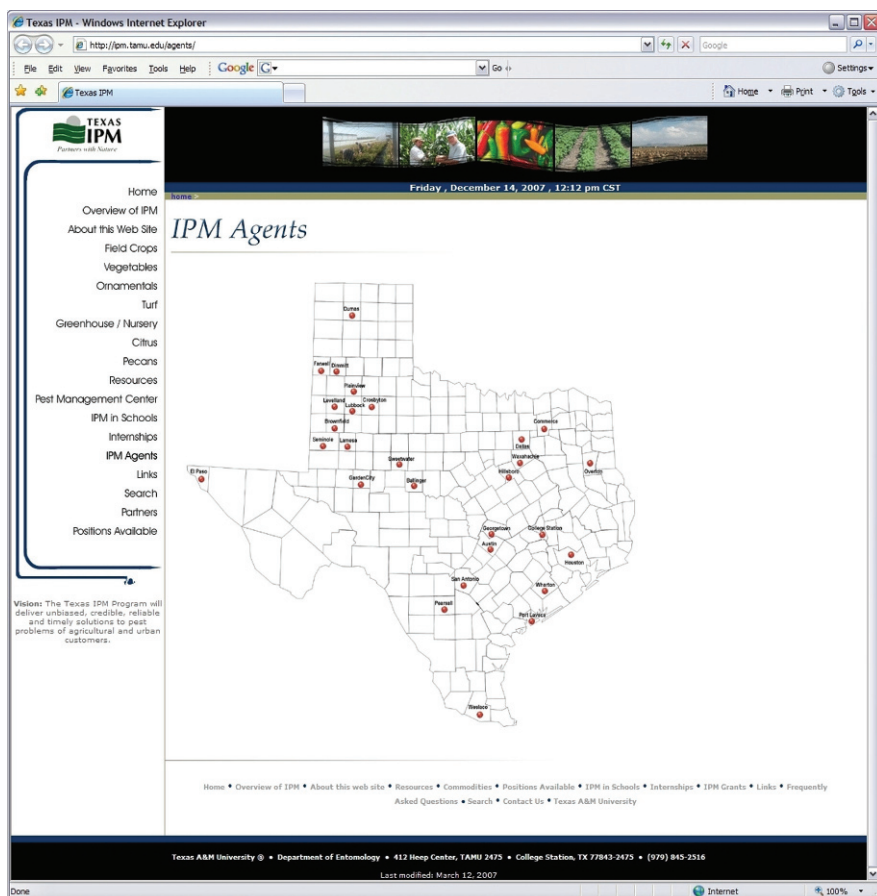 Texas IPM - Windows Internet Explorer
http://ipm.tamu.edu/agents/
Google
File Edit View Favorites Tools Help Google G Go Settings
Texas IPM
Home Print Tools
TEXAS
IPM
Partners with Nature
Friday , December 14, 2007 , 12:12 pm CST
home >
Home
Overview of IPM
About this Web Site
Field Crops
Vegetables
Ornamentals
Turf
Greenhouse / Nursery
Citrus
Pecans
Resources
Pest Management Center
IPM in Schools
Internships
IPM Agents
Links
Search
Partners
Positions Available
Vision: The Texas IPM Program will
deliver unbiased, credible, reliable
and timely solutions to pest
problems of agricultural and urban
customers.
IPM Agents
Dumas
Farwell Dimmitt
Plainview
Levelland Lubbock Crosbyton
Brownfield
Seminole Lamesa
Commerce
Dallas
Waxahachie
Sweetwater
Hillsboro
Overton
El Paso
GardenCity
Ballinger
Georgetown
College Station
Austin
Houston
San Antonio
Wharton
Pearsall
Port Lavaca
Weslaco
Home • Overview of IPM • About this web site • Resources • Commodities • Positions Available • IPM in Schools • Internships • IPM Grants • Links • Frequently
Asked Questions • Search • Contact Us • Texas A&M University
Texas A&M University ® • Department of Entomology • 412 Heep Center, TAMU 2475 • College Station, TX 77843-2475 • (979) 845-2516
Last modified: March 12, 2007
Done
Internet
100%